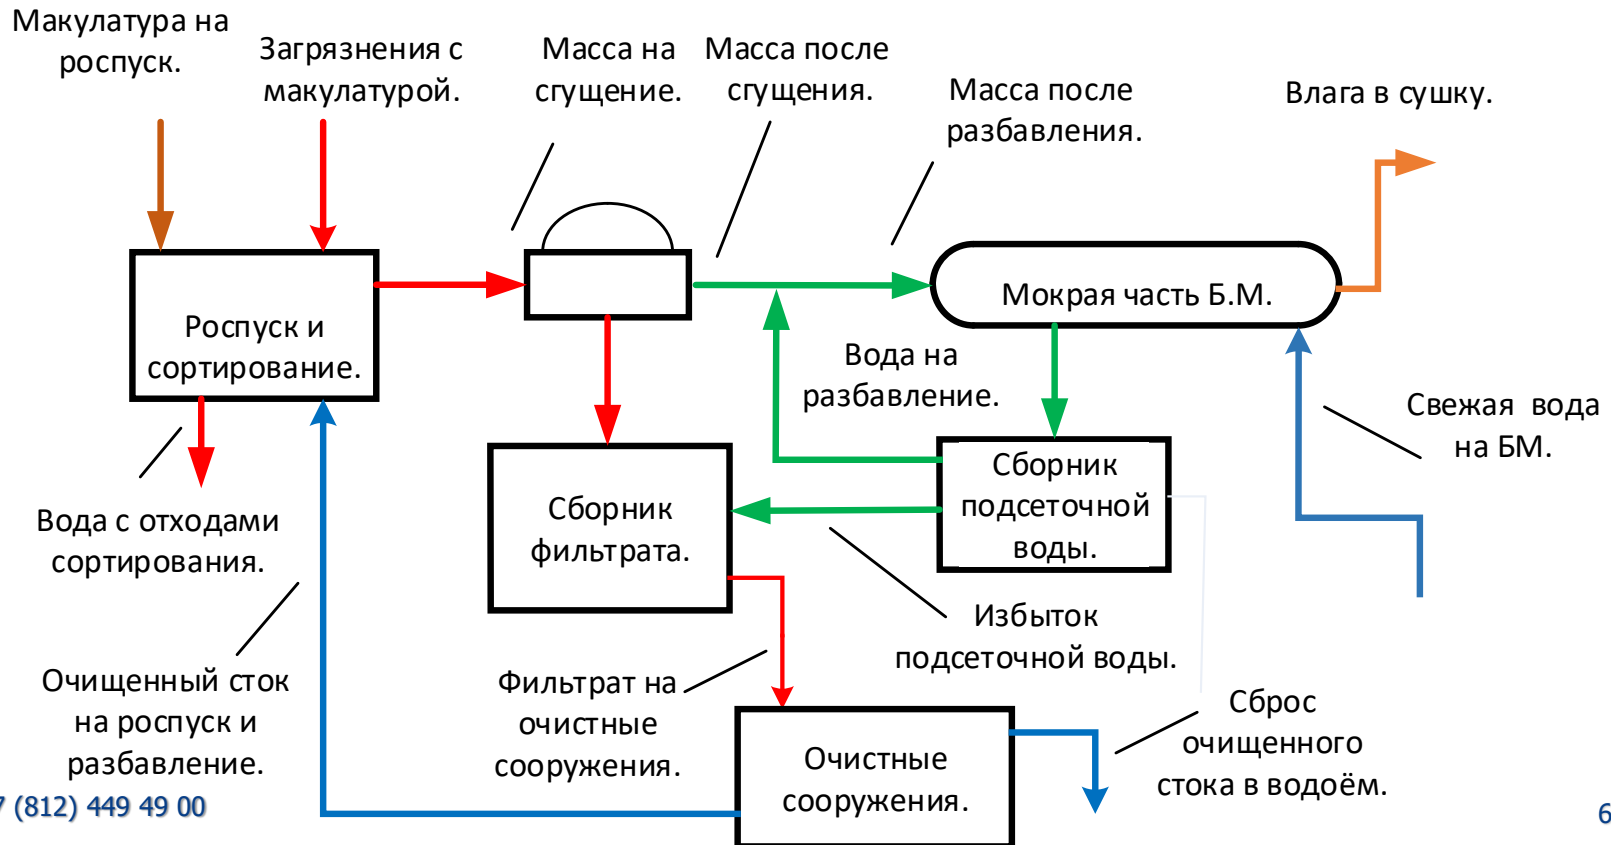 Макулатура на
роспуск.
Загрязнения с
макулатурой.
Масса на
сгущение.
Масса после
сгущения.
Масса после
разбавления.
Влага в сушку.
Роспуск и
сортирование.
Мокрая часть Б.М.
Вода на
разбавление.
Свежая вода
на БМ.
Сборник
фильтрата.
Сборник
подсеточной
воды.
Вода с отходами
сортирования.
Избыток
подсеточной воды.
Очищенный сток
на роспуск и
разбавление.
Фильтрат на
очистные
сооружения.
Очистные
сооружения.
Сброс
очищенного
стока в водоём.
7 (812) 449 49 00
6